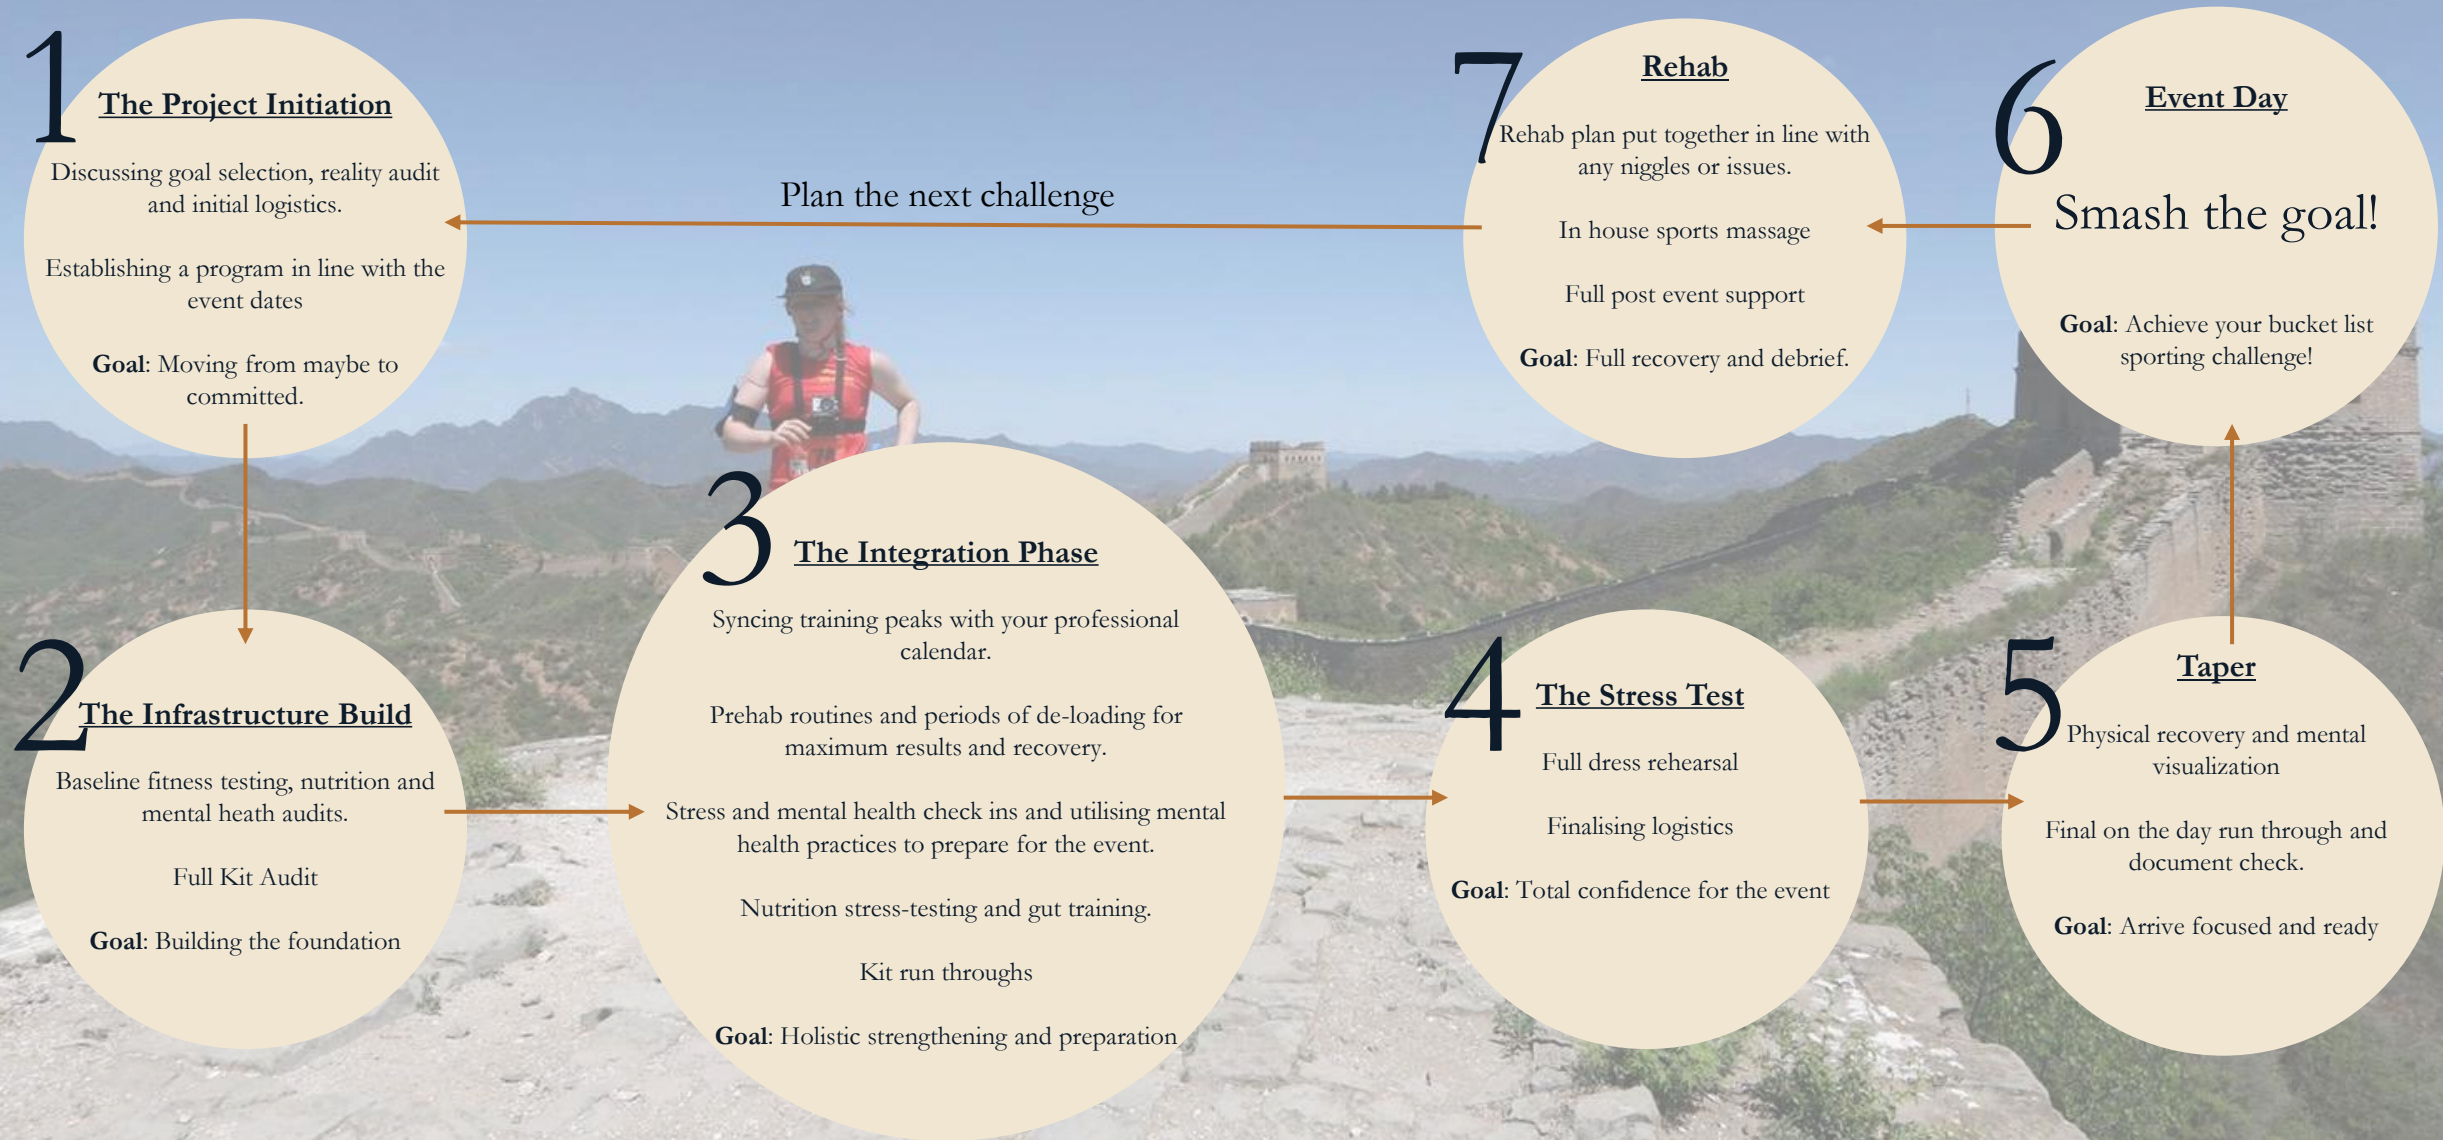 1
The Project Initiation
Discussing goal selection, reality audit
and initial logistics.
Establishing a program in line with the
event dates
Goal: Moving from maybe to
committed.
2
The Infrastructure Build
Baseline fitness testing, nutrition and
mental heath audits.
Full Kit Audit
Goal: Building the foundation
3
The Integration Phase
Syncing training peaks with your professional
calendar.
Prehab routines and periods of de-loading for
maximum results and recovery.
Stress and mental health check ins and utilising mental
health practices to prepare for the event.
Nutrition stress-testing and gut training.
Kit run throughs
Goal: Holistic strengthening and preparation
4
The Stress Test
Full dress rehearsal
Finalising logistics
Goal: Total confidence for the event
5
Taper
Physical recovery and mental
visualization
Final on the day run through and
document check.
Goal: Arrive focused and ready
6
Event Day
Smash the goal!
Goal: Achieve your bucket list
sporting challenge!
7
Rehab
Rehab plan put together in line with
any niggles or issues.
In house sports massage
Full post event support
Goal: Full recovery and debrief.
Plan the next challenge